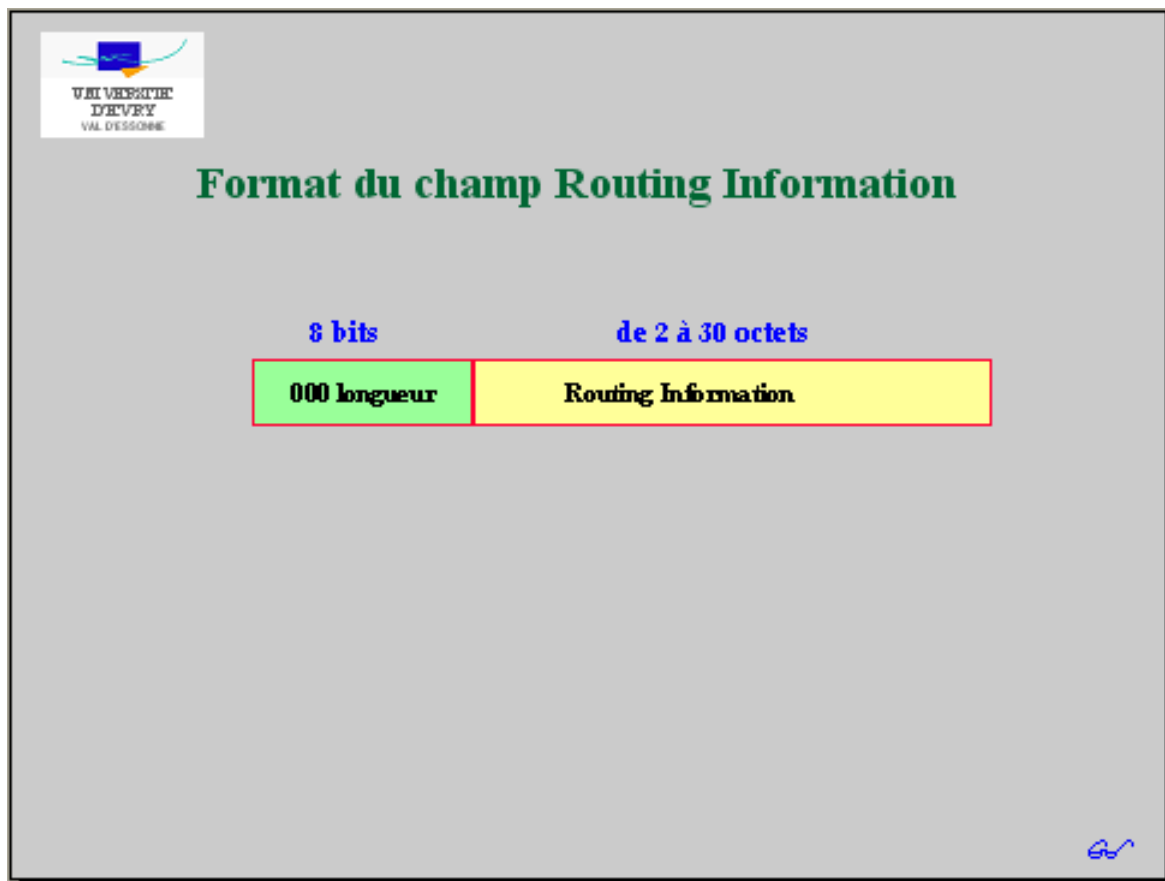 UNIVERSITE
D'EVRY
VAL D'ESSONNE
Format du champ Routing Information
8 bits de 2 à 30 octets
000 longueur Routing Information